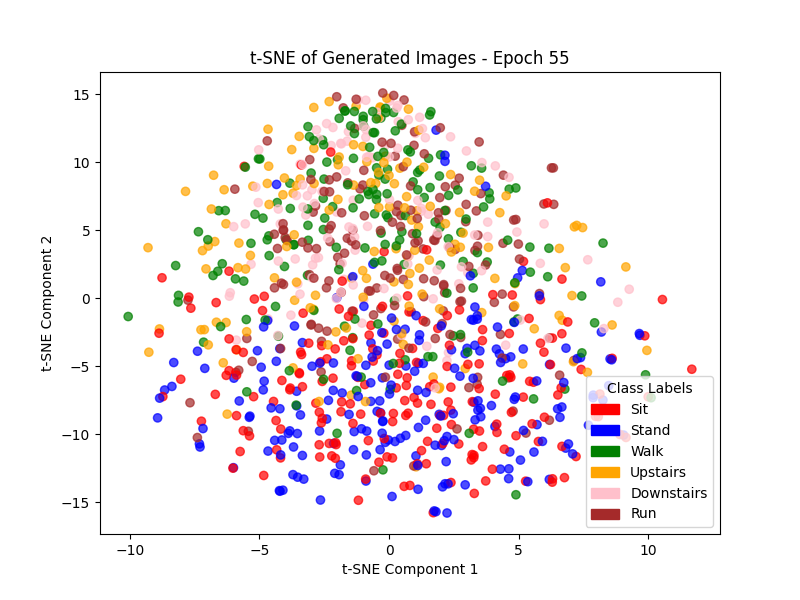 t-SNE of Generated Images - Epoch 55
t-SNE Component 2
15
10
5
0
−5
−10
−15
Class Labels
Sit
Stand
Walk
Upstairs
Downstairs
Run
−10
−5
0
5
10
t-SNE Component 1